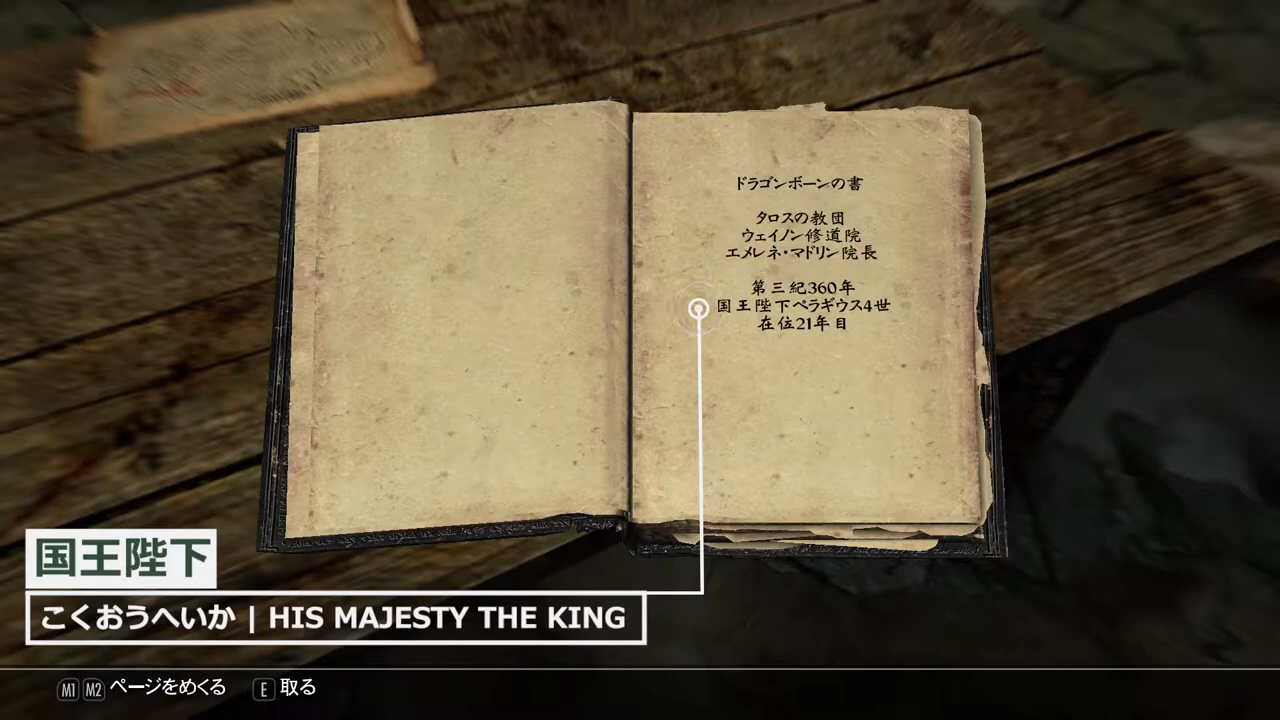 ドラゴンボーンの書
タロスの教団
ウェイノン修道院
エメレネ・マドリン院長
第三紀360年
国王陛下ペラギウス4世
在位21年目
国王陛下
こくおうへいか | HIS MAJESTY THE KING
M1 M2 ページをめくる E 取る